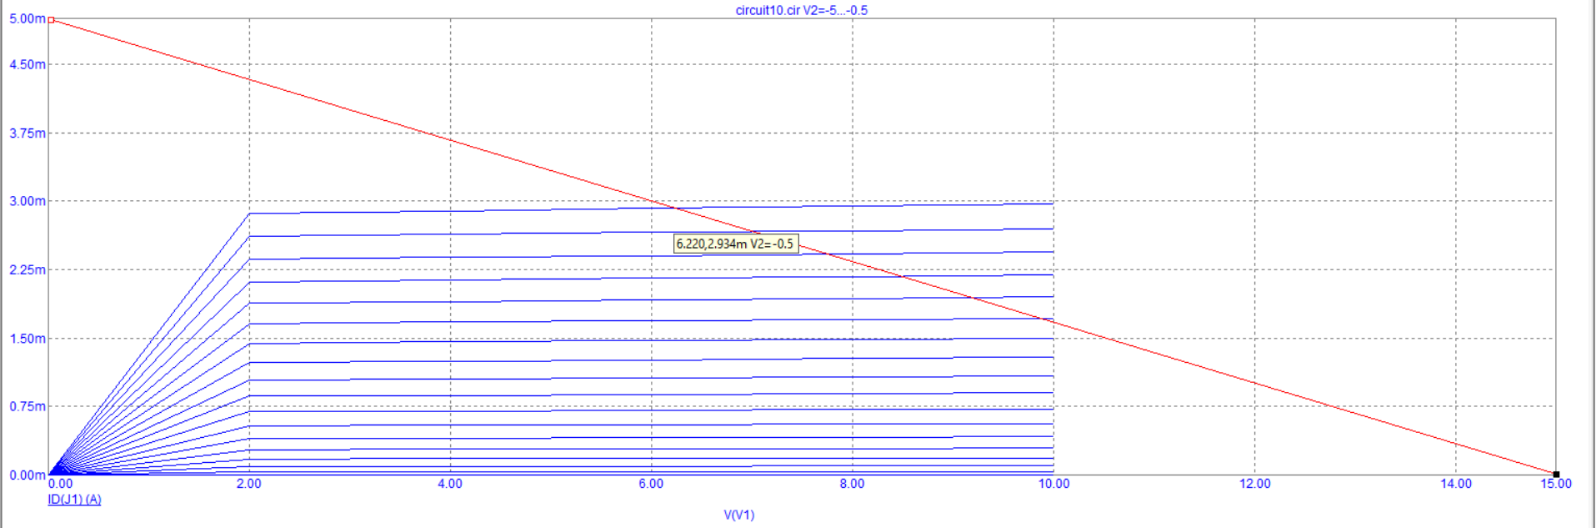 circuit10.cir V2=-5...-0.5
5.00m
4.50m
3.75m
3.00m
6.220,2.934m V2=-0.5
2.25m
1.50m
0.75m
0.00m
0.00 2.00 4.00 6.00 8.00 10.00 12.00 14.00 15.00
ID(J1) (A)
V(V1)